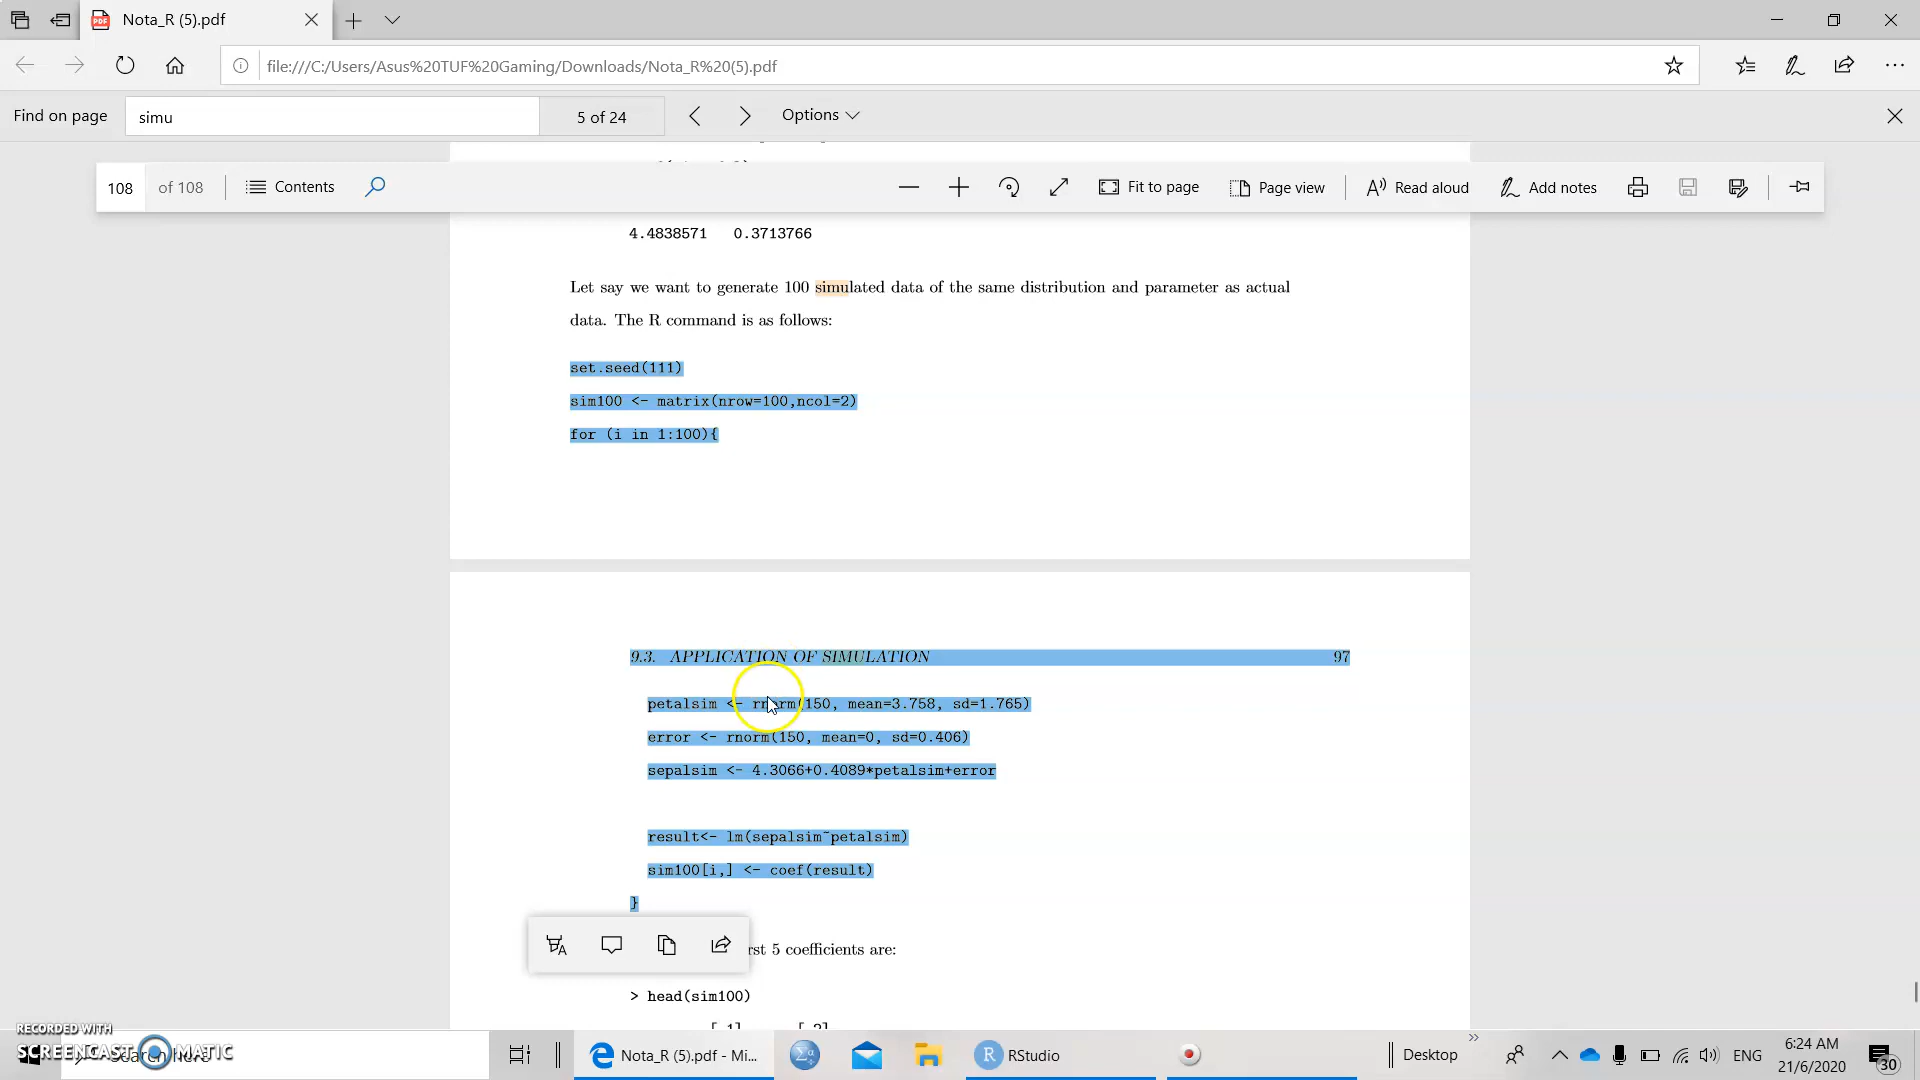 Nota_R (5).pdf
file:///C:/Users/Asus%20TUF%20Gaming/Downloads/Nota_R%20(5).pdf
Find on page
simu
5 of 24
Options
108 of 108
Contents
Fit to page
Page view
Read aloud
Add notes
4.4838571 0.3713766
Let say we want to generate 100 simulated data of the same distribution and parameter as actual
data. The R command is as follows:
set.seed(111)
sim100 <- matrix(nrow=100,ncol=2)
for (i in 1:100){
9.3. APPLICATION OF SIMULATION 97
petalsim <- rnorm(150, mean=3.758, sd=1.765)
error <- rnorm(150, mean=0, sd=0.406)
sepalsim <- 4.3066+0.4089*petalsim+error
result<- lm(sepalsim~petalsim)
sim100[i,] <- coef(result)
}
rst 5 coefficients are:
> head(sim100)
RECORDED WITH
SCREENCAST MATIC
Nota_R (5).pdf - Mi...
RStudio
Desktop
ENG
6:24 AM
21/6/2020
30